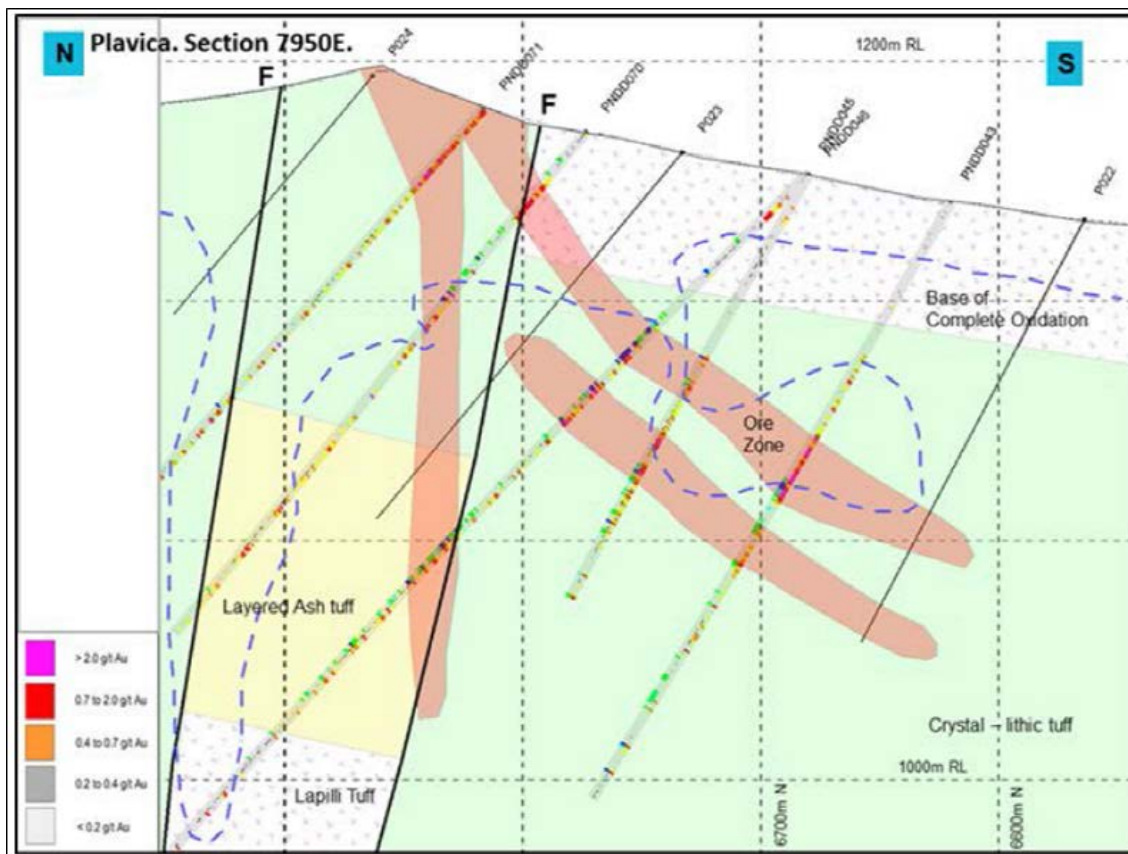 N
Plavica. Section 7950E.
S
1200m RL
F
F
P024
PNDD071
PNDD070
P023
PNDD045
PNDD046
PNDD043
P022
Base of
Complete Oxidation
Ore
Zone
Layered Ash tuff
Lapilli Tuff
Crystal – lithic tuff
1000m RL
6700m N
6600m N
> 2.0 g/t Au
0.7 to 2.0 g/t Au
0.4 to 0.7 g/t Au
0.2 to 0.4 g/t Au
< 0.2 g/t Au